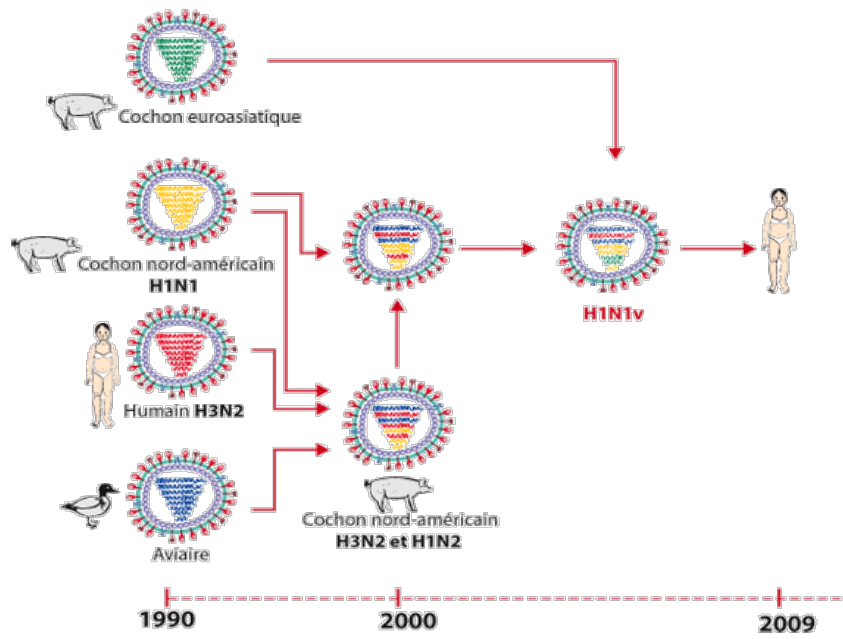 Cochon euroasiatique
Cochon nord-américain
H1N1
H1N1v
Humain H3N2
Cochon nord-américain
H3N2 et H1N2
Aviaire
1990
2000
2009